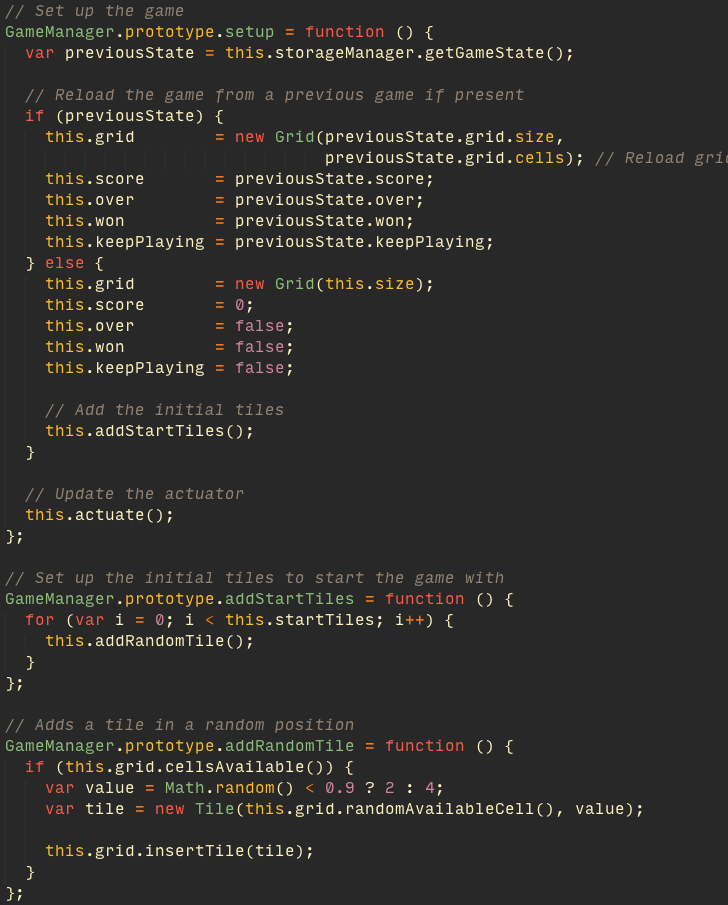 // Set up the game
GameManager.prototype.setup = function () {
  var previousState = this.storageManager.getGameState();

  // Reload the game from a previous game if present
  if (previousState) {
    this.grid        = new Grid(previousState.grid.size,
                                previousState.grid.cells); // Reload
    this.score       = previousState.score;
    this.over        = previousState.over;
    this.won         = previousState.won;
    this.keepPlaying = previousState.keepPlaying;
  } else {
    this.grid        = new Grid(this.size);
    this.score       = 0;
    this.over        = false;
    this.won         = false;
    this.keepPlaying = false;

    // Add the initial tiles
    this.addStartTiles();
  }

  // Update the actuator
  this.actuate();
};

// Set up the initial tiles to start the game with
GameManager.prototype.addStartTiles = function () {
  for (var i = 0; i < this.startTiles; i++) {
    this.addRandomTile();
  }
};

// Adds a tile in a random position
GameManager.prototype.addRandomTile = function () {
  if (this.grid.cellsAvailable()) {
    var value = Math.random() < 0.9 ? 2 : 4;
    var tile = new Tile(this.grid.randomAvailableCell(), value);

    this.grid.insertTile(tile);
  }
};